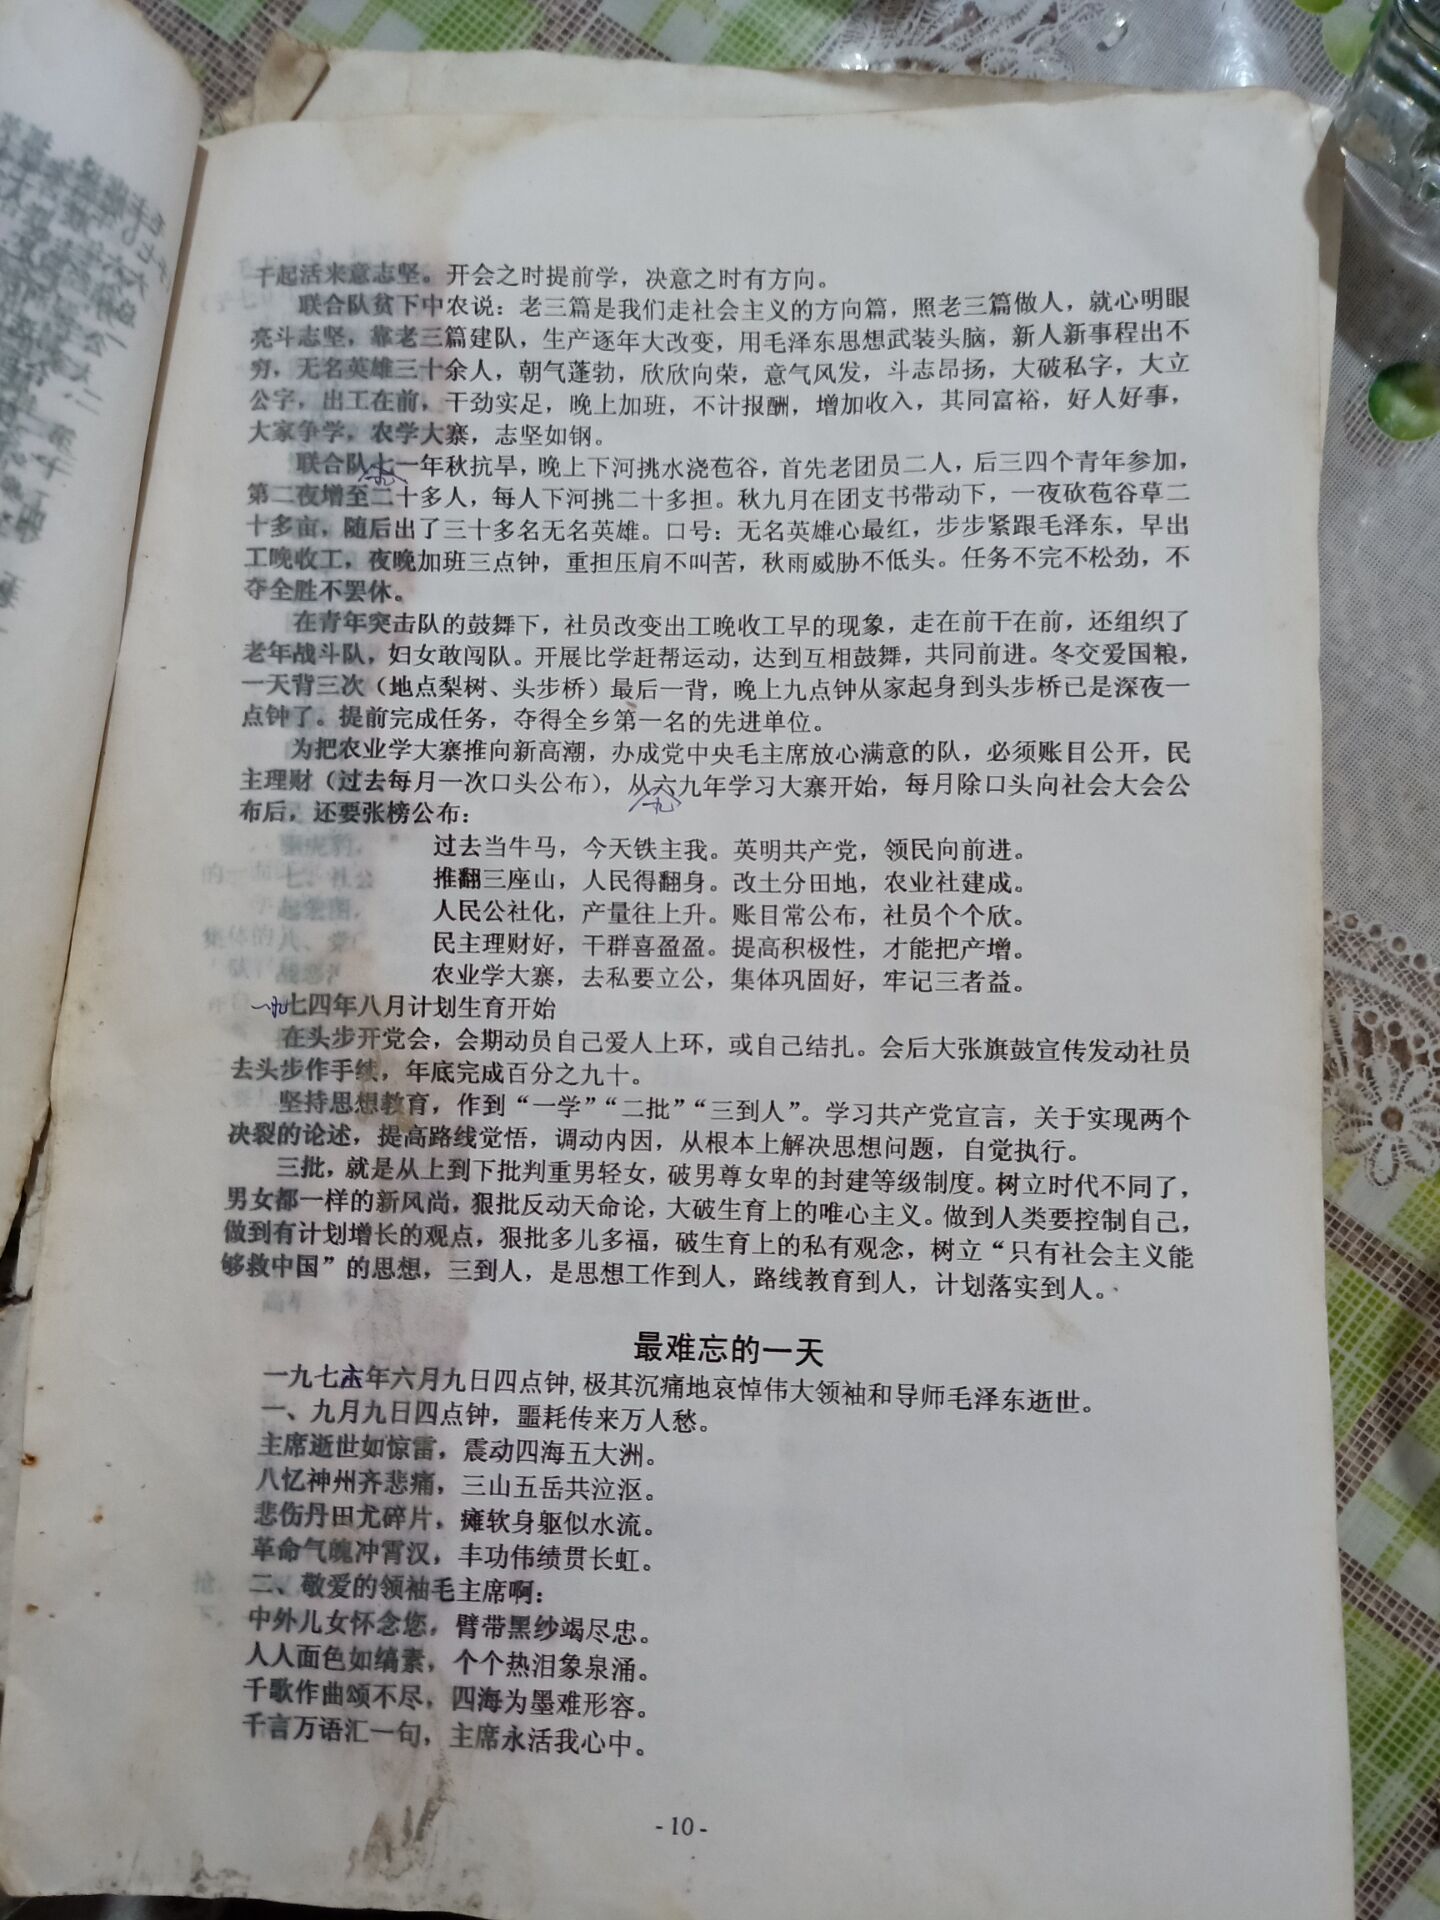 干起活来意志坚。开会之时提前学，决意之时有方向。
联合队贫下中农说：老三篇是我们走社会主义的方向篇，照老三篇做人，就心明眼
亮斗志坚，靠老三篇建队，生产逐年大改变，用毛泽东思想武装头脑，新人新事程出不
穷，无名英雄三十余人，朝气蓬勃，欣欣向荣，意气风发，斗志昂扬，大破私字，大立
公字，出工在前，干劲实足，晚上加班，不计报酬，增加收入，其同富裕，好人好事，
大家争学，农学大寨，志坚如钢。
联合队七一年秋抗旱，晚上下河挑水浇苞谷，首先老团员二人，后三四个青年参加，
一九
第二夜增至二十多人，每人下河挑二十多担。秋九月在团支书带动下，一夜砍苞谷草二
十多亩，随后出了三十多名无名英雄。口号：无名英雄心最红，步步紧跟毛泽东，早出
工晚收工，夜晚加班三点钟，重担压肩不叫苦，秋雨威胁不低头。任务不完不松劲，不
夺全胜不罢休。
在青年突击队的鼓舞下，社员改变出工晚收工早的现象，走在前干在前，还组织了
老年战斗队，妇女敢闯队。开展比学赶帮运动，达到互相鼓舞，共同前进。冬交爱国粮，
一天背三次（地点梨树、头步桥）最后一背，晚上九点钟从家起身到头步桥己是深夜一
点钟了。提前完成任务，夺得全乡第一名的先进单位。
为把农业学大寨推向新高潮，办成党中央毛主席放心满意的队，必须账目公开，民
主理财（过去每月一次口头公布），从六九年学习大寨开始，每月除口头向社会大会公
一九
布后，还要张榜公布：
过去当牛马，今天铁主我。英明共产党，领民向前进。
推翻三座山，人民得翻身。改土分田地，农业社建成。
人民公社化，产量往上升。账目常公布，社员个个欣。
民主理财好，干群喜盈盈。提高积极性，才能把产增。
农业学大寨，去私要立公，集体巩固好，牢记三者益。
一九七四年八月计划生育开始
在头步开党会，会期动员自己爱人上环，或自己结扎。会后大张旗鼓宣传发动社员
去头步作手续，年底完成百分之九十。
坚持思想教育，作到“一学”“二批”“三到人”。学习共产党宣言，关于实现两个
决裂的论述，提高路线觉悟，调动内因，从根本上解决思想问题，自觉执行。
三批，就是从上到下批判重男轻女，破男尊女卑的封建等级制度。树立时代不同了，
男女都一样的新风尚，狠批反动天命论，大破生育上的唯心主义。做到人类要控制自己，
做到有计划增长的观点，狠批多儿多福，破生育上的私有观念，树立“只有社会主义能
够救中国”的思想，三到人，是思想工作到人，路线教育到人，计划落实到人。
最难忘的一天
一九七六年六月九日四点钟,极其沉痛地哀悼伟大领袖和导师毛泽东逝世。
一、九月九日四点钟，噩耗传来万人愁。
主席逝世如惊雷，震动四海五大洲。
八忆神州齐悲痛，三山五岳共泣沤。
悲伤丹田尤碎片，瘫软身躯似水流。
革命气魄冲霄汉，丰功伟绩贯长虹。
二、敬爱的领袖毛主席啊：
中外儿女怀念您，臂带黑纱竭尽忠。
人人面色如缟素，个个热泪象泉涌。
千歌作曲颂不尽，四海为墨难形容。
千言万语汇一句，主席永活我心中。
- 10 -